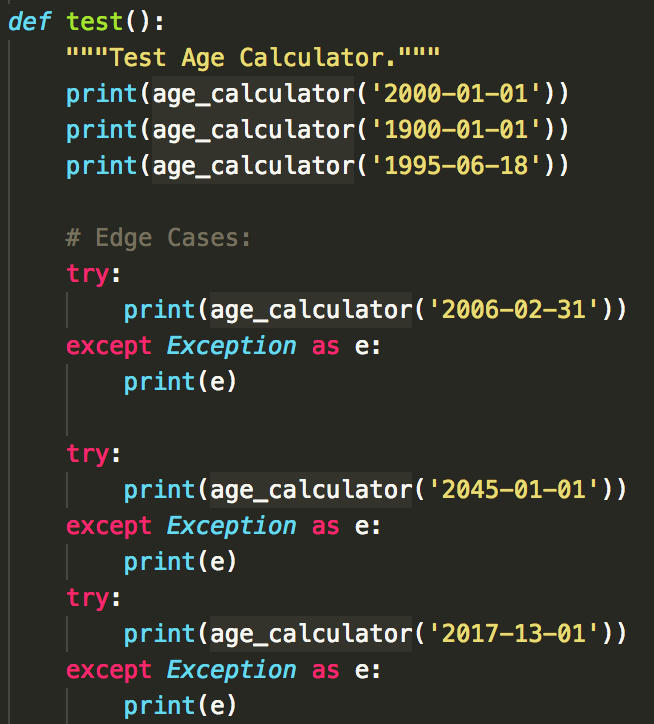 def test():
    """Test Age Calculator."""
    print(age_calculator('2000-01-01'))
    print(age_calculator('1900-01-01'))
    print(age_calculator('1995-06-18'))

    # Edge Cases:
    try:
        print(age_calculator('2006-02-31'))
    except Exception as e:
        print(e)

    try:
        print(age_calculator('2045-01-01'))
    except Exception as e:
        print(e)
    try:
        print(age_calculator('2017-13-01'))
    except Exception as e:
        print(e)